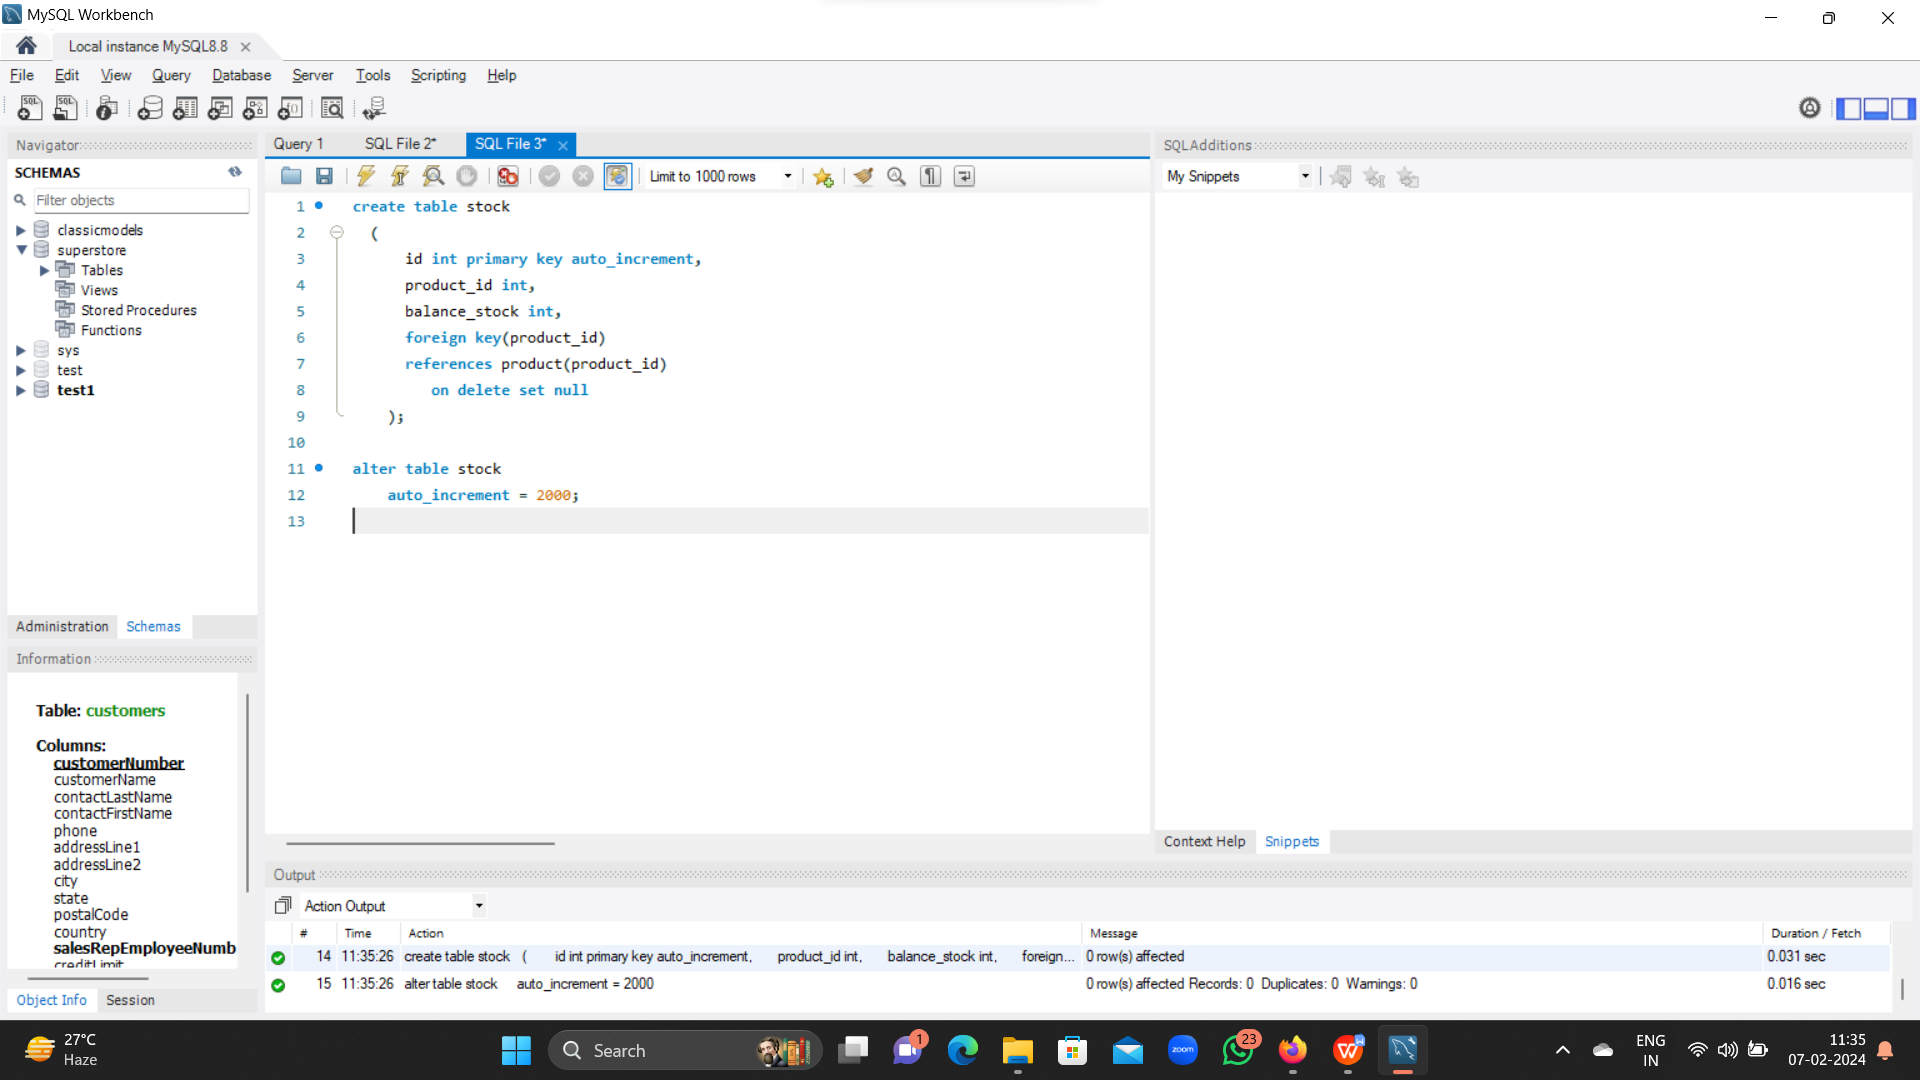 MySQL Workbench
Local instance MySQL8.8
File Edit View Query Database Server Tools Scripting Help
Navigator
SCHEMAS
Filter objects
classicmodels
superstore
Tables
Views
Stored Procedures
Functions
sys
test
test1
Administration Schemas
Information
Table: customers
Columns:
customerNumber
customerName
contactLastName
contactFirstName
phone
addressLine1
addressLine2
city
state
postalCode
country
salesRepEmployeeNumb
creditLimit
Object Info Session
Query 1 SQL File 2* SQL File 3*
Limit to 1000 rows
1 create table stock
2 (
3 id int primary key auto_increment,
4 product_id int,
5 balance_stock int,
6 foreign key(product_id)
7 references product(product_id)
8 on delete set null
9 );
10
11 alter table stock
12 auto_increment = 2000;
13
SQLAdditions
My Snippets
Context Help Snippets
Output
Action Output
# Time Action Message Duration / Fetch
14 11:35:26 create table stock ( id int primary key auto_increment, product_id int, balance_stock int, foreign... 0 row(s) affected 0.031 sec
15 11:35:26 alter table stock auto_increment = 2000 0 row(s) affected Records: 0 Duplicates: 0 Warnings: 0 0.016 sec
27°C
Haze
Search
1
zoom
23
ENG
IN
11:35
07-02-2024